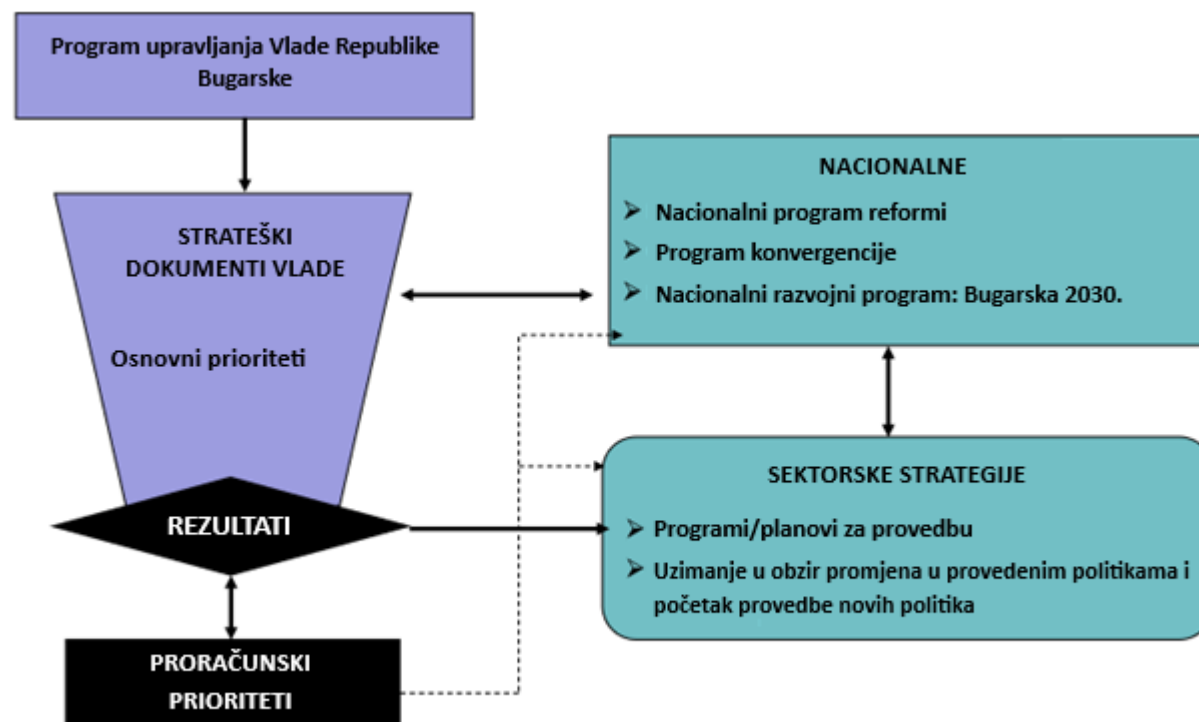 Program upravljanja Vlade Republike
Bugarske
STRATEŠKI
DOKUMENTI VLADE
Osnovni prioriteti
REZULTATI
PRORAČUNSKI
PRIORITETI
NACIONALNE
➢ Nacionalni program reformi
➢ Program konvergencije
➢ Nacionalni razvojni program: Bugarska 2030.
SEKTORSKE STRATEGIJE
➢ Programi/planovi za provedbu
➢ Uzimanje u obzir promjena u provedenim politikama i
početak provedbe novih politika